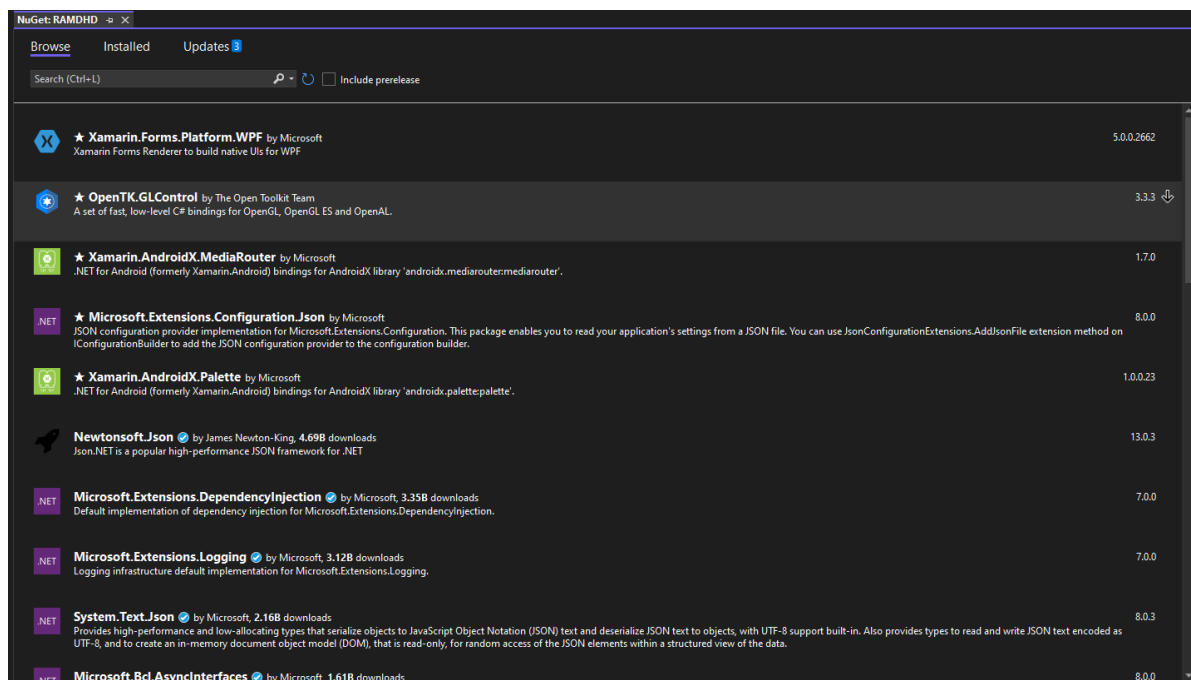 NuGet: RAMDHD
Browse Installed Updates 3
Search (Ctrl+L) Include prerelease
★ Xamarin.Forms.Platform.WPF by Microsoft 5.0.0.2662
Xamarin Forms Renderer to build native UIs for WPF
★ OpenTK.GLControl by The Open Toolkit Team 3.3.3
A set of fast, low-level C# bindings for OpenGL, OpenGL ES and OpenAL.
★ Xamarin.AndroidX.MediaRouter by Microsoft 1.7.0
.NET for Android (formerly Xamarin.Android) bindings for AndroidX library 'androidx.mediarouter:mediarouter'.
.NET ★ Microsoft.Extensions.Configuration.Json by Microsoft 8.0.0
JSON configuration provider implementation for Microsoft.Extensions.Configuration. This package enables you to read your application's settings from a JSON file. You can use JsonConfigurationExtensions.AddJsonFile extension method on
IConfigurationBuilder to add the JSON configuration provider to the configuration builder.
★ Xamarin.AndroidX.Palette by Microsoft 1.0.0.23
.NET for Android (formerly Xamarin.Android) bindings for AndroidX library 'androidx.palette:palette'.
Newtonsoft.Json by James Newton-King, 4.69B downloads 13.0.3
Json.NET is a popular high-performance JSON framework for .NET
.NET Microsoft.Extensions.DependencyInjection by Microsoft, 3.35B downloads 7.0.0
Default implementation of dependency injection for Microsoft.Extensions.DependencyInjection.
.NET Microsoft.Extensions.Logging by Microsoft, 3.12B downloads 7.0.0
Logging infrastructure default implementation for Microsoft.Extensions.Logging.
.NET System.Text.Json by Microsoft, 2.16B downloads 8.0.3
Provides high-performance and low-allocating types that serialize objects to JavaScript Object Notation (JSON) text and deserialize JSON text to objects, with UTF-8 support built-in. Also provides types to read and write JSON text encoded as
UTF-8, and to create an in-memory document object model (DOM), that is read-only, for random access of the JSON elements within a structured view of the data.
.NET Microsoft.Bcl.AsyncInterfaces by Microsoft, 1.61B downloads 8.0.0